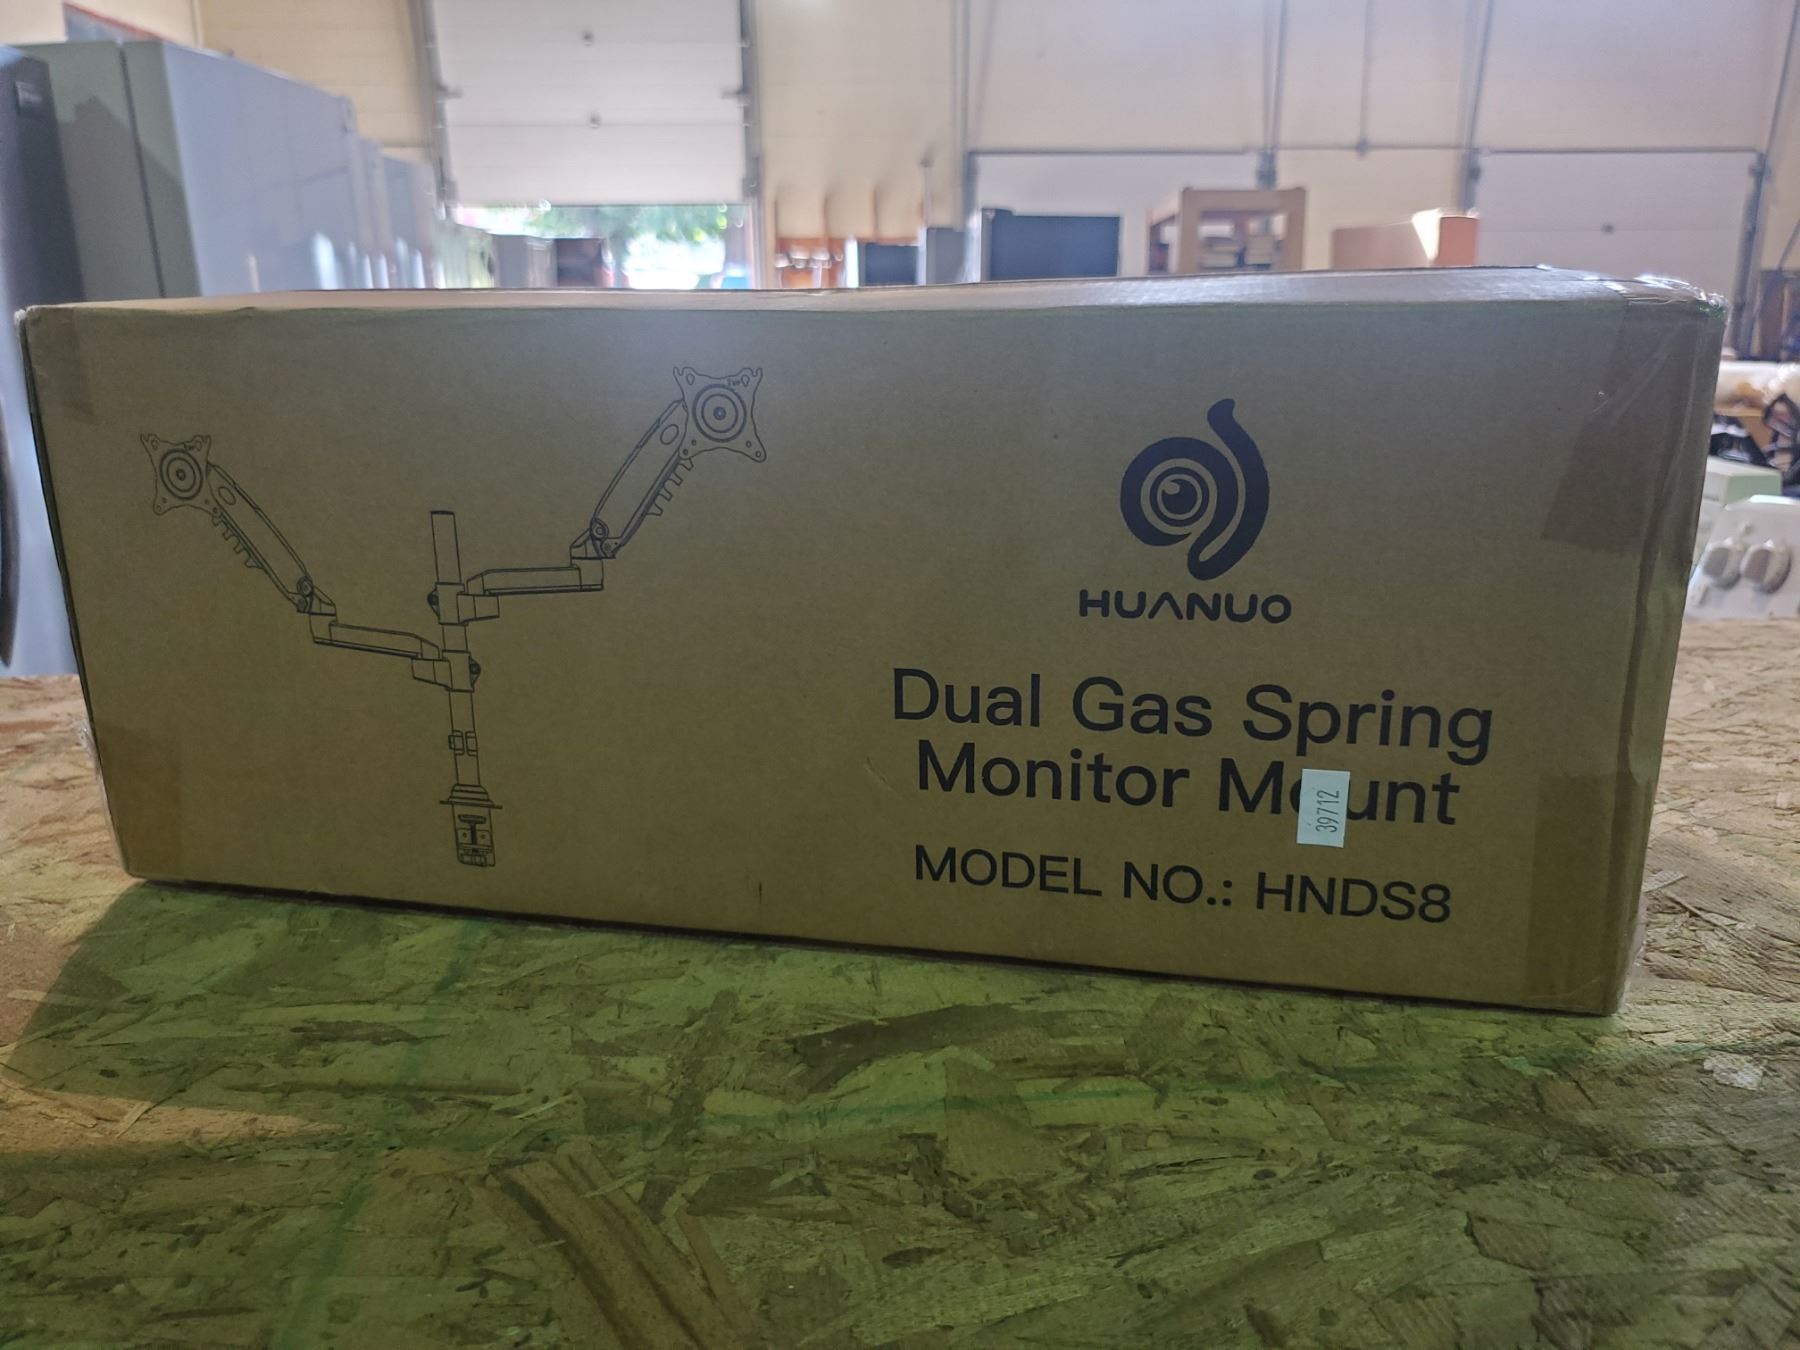 HUANUO
Dual Gas Spring
Monitor Mount
39712
MODEL NO.: HNDS8